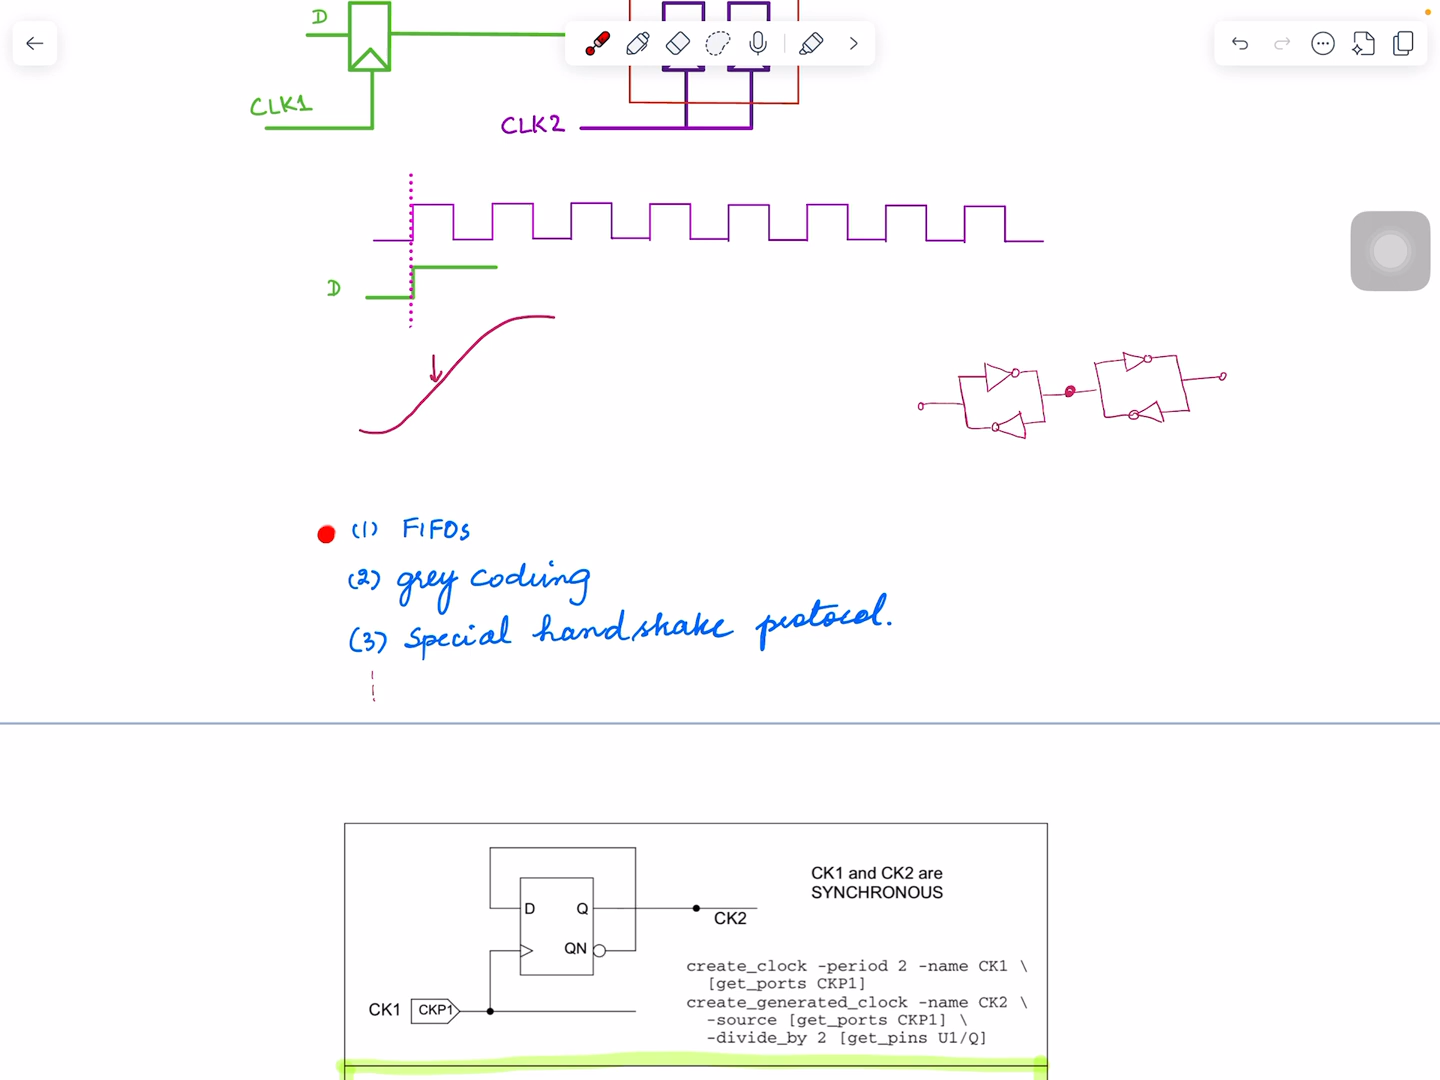 D
CLK1
CLK2
D
(1) FIFOs
(2) grey coding
(3) Special handshake protocol.
CK1 and CK2 are
SYNCHRONOUS
D Q
CK2
QN
create_clock -period 2 -name CK1 \
[get_ports CKP1]
create_generated_clock -name CK2 \
CK1 CKP1
-source [get_ports CKP1] \
-divide_by 2 [get_pins U1/Q]